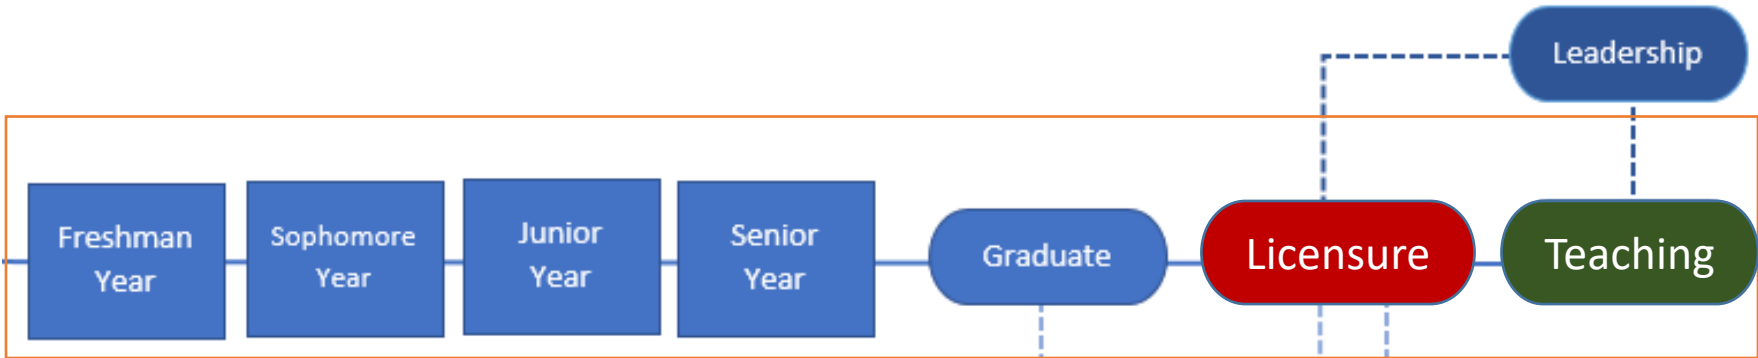 Leadership
Freshman
Year
Sophomore
Year
Junior
Year
Senior
Year
Graduate
Licensure
Teaching